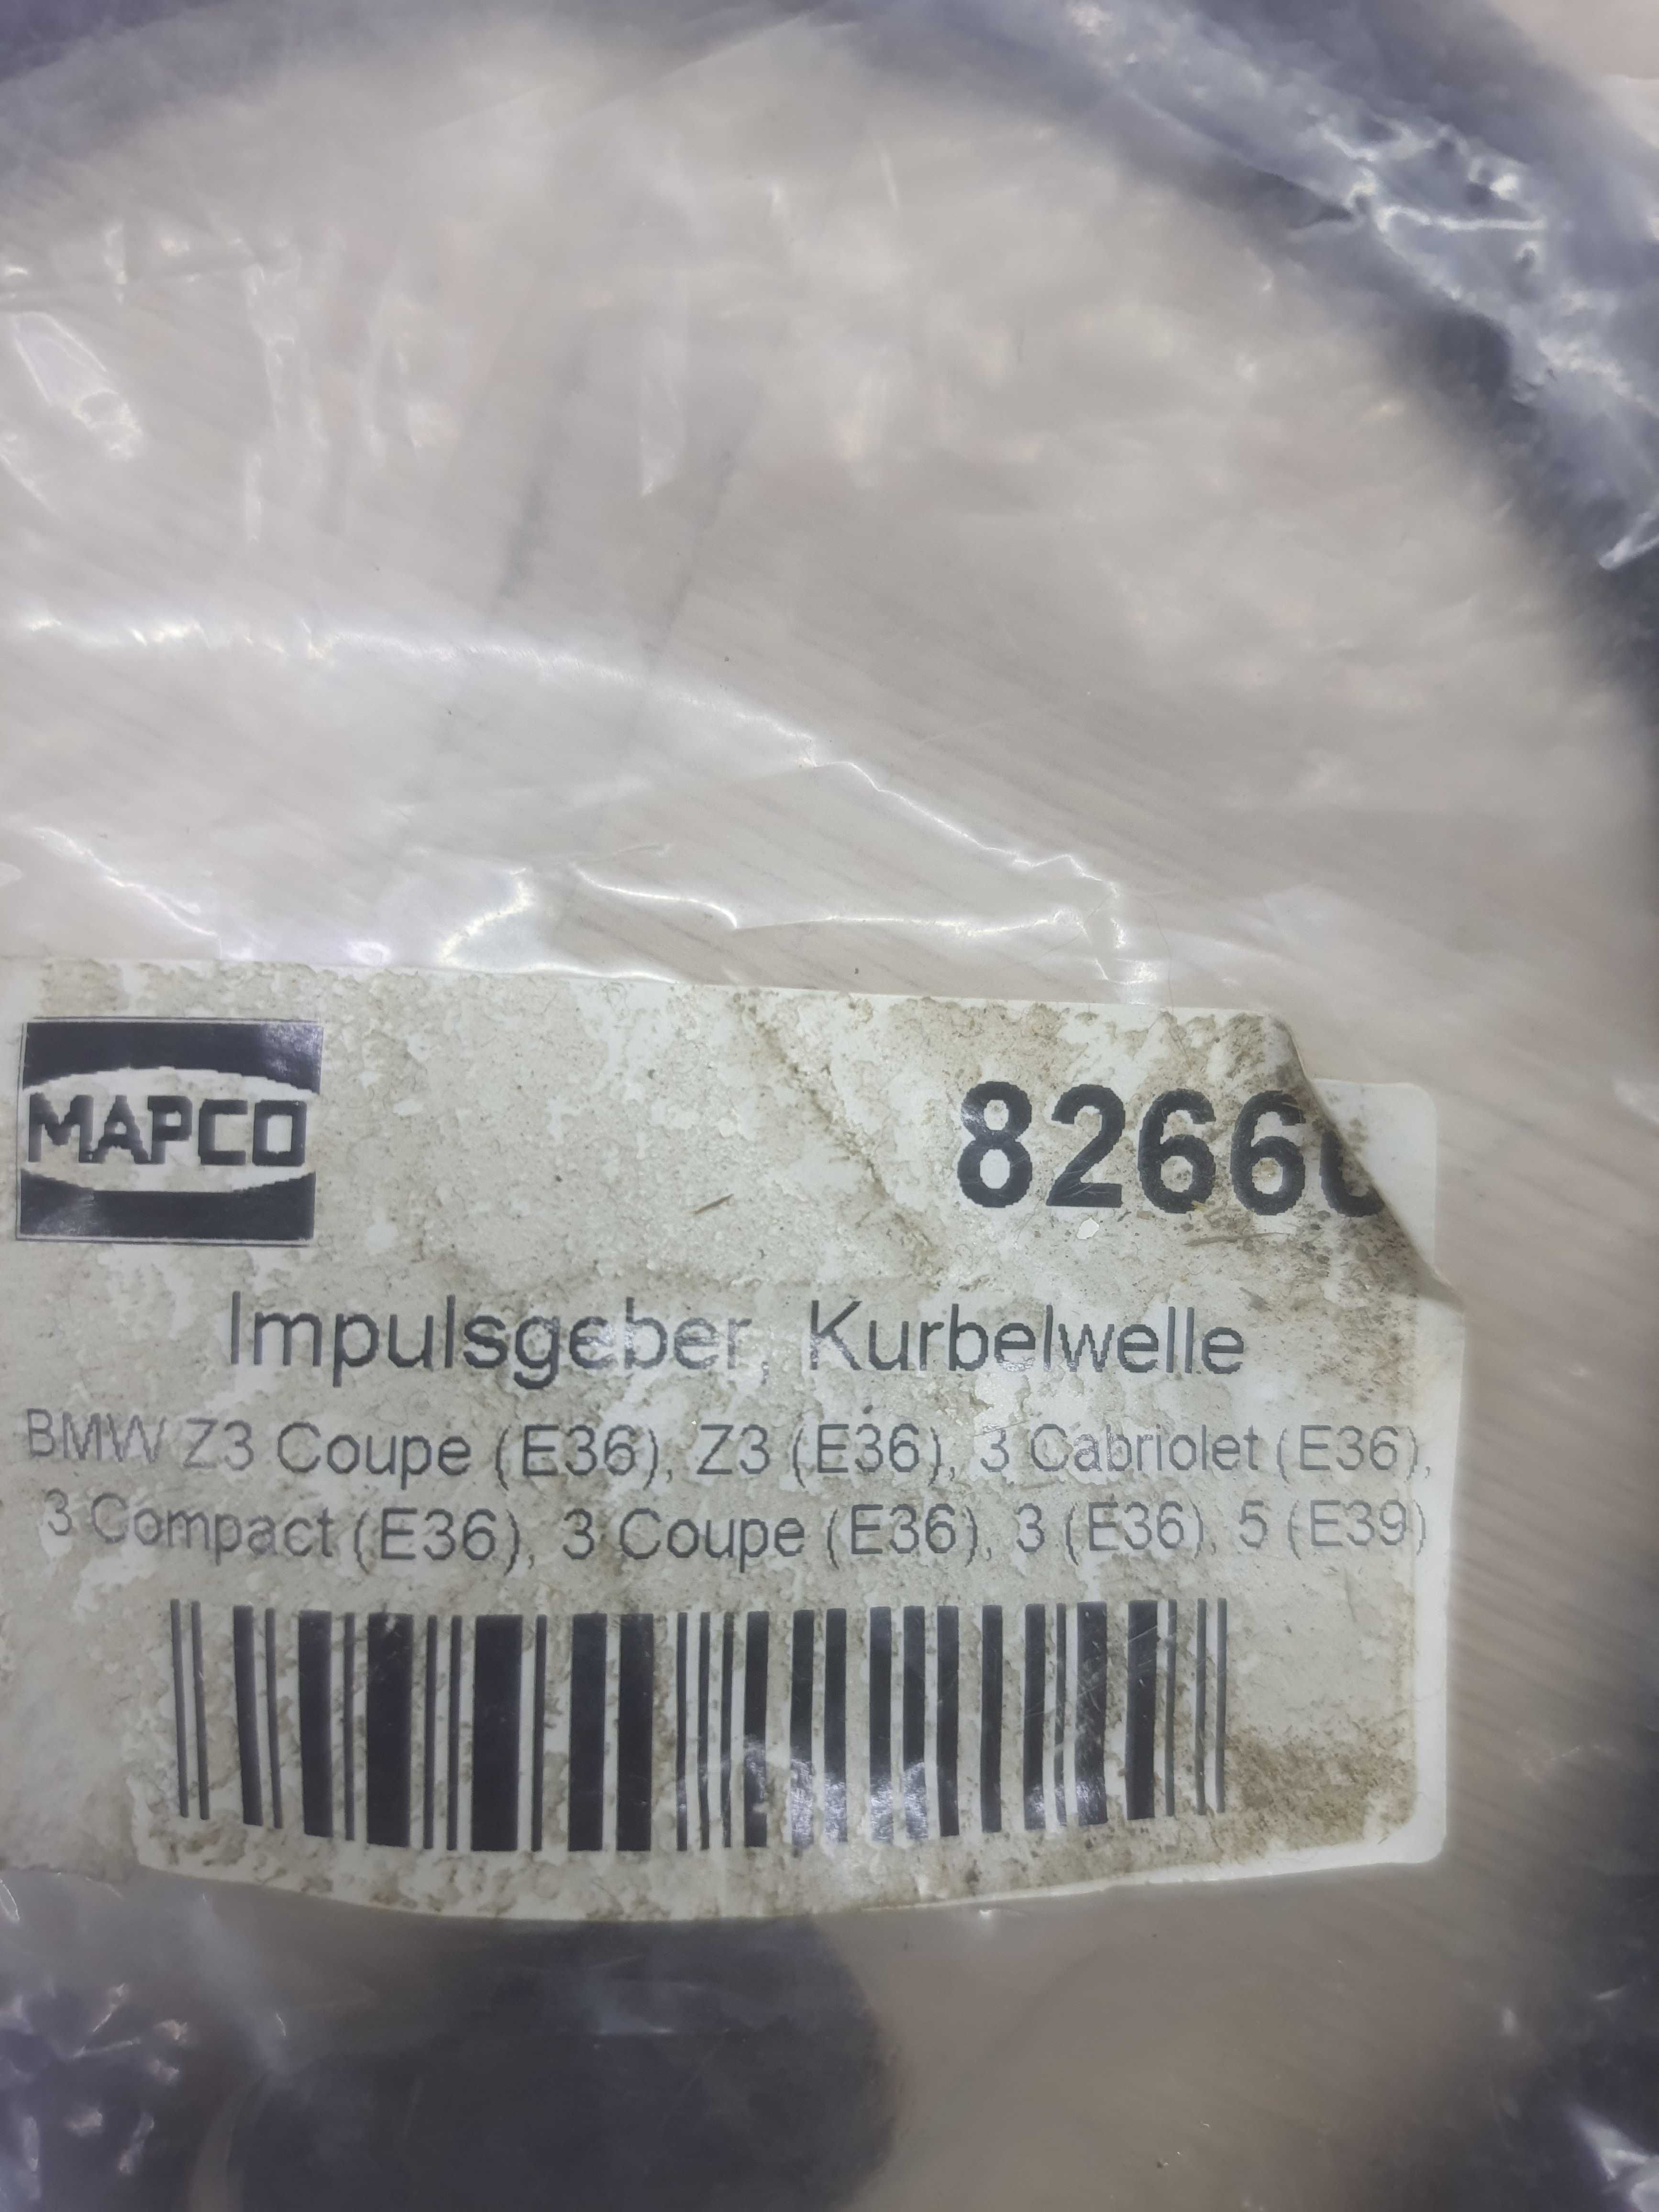 MAPCO
Impulsgeber, Kurbelwelle
BMW Z3 Coupe (E36), Z3 (E36), 3 Cabriolet (E36),
3 Compact (E36), 3 Coupe (E36), 3 (E36), 5 (E39)